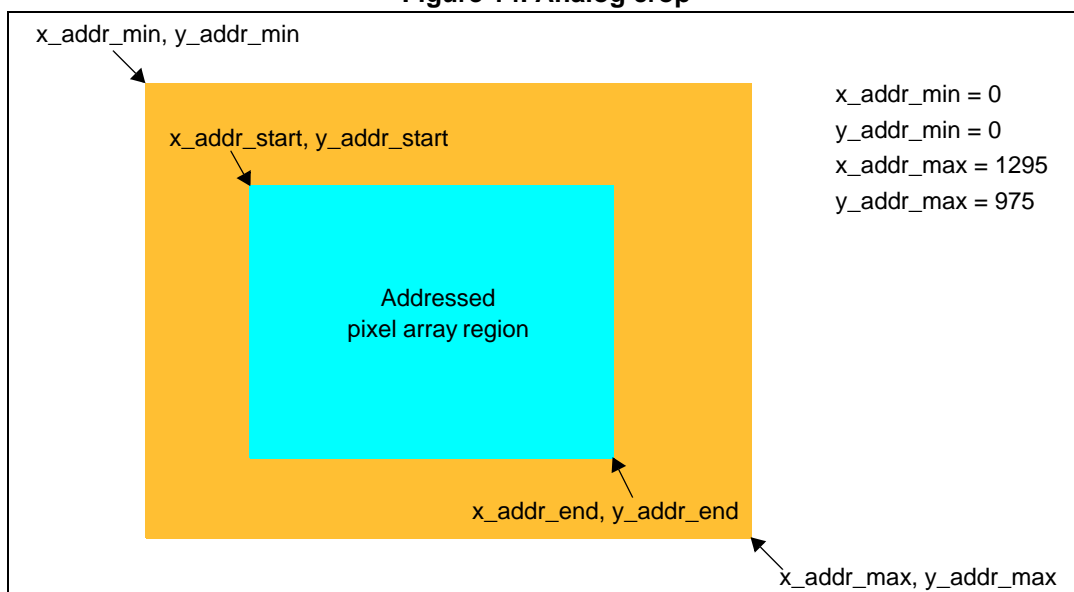 x_addr_min, y_addr_min
x_addr_min = 0
y_addr_min = 0
x_addr_max = 1295
y_addr_max = 975
x_addr_start, y_addr_start
Addressed
pixel array region
x_addr_end, y_addr_end
x_addr_max, y_addr_max